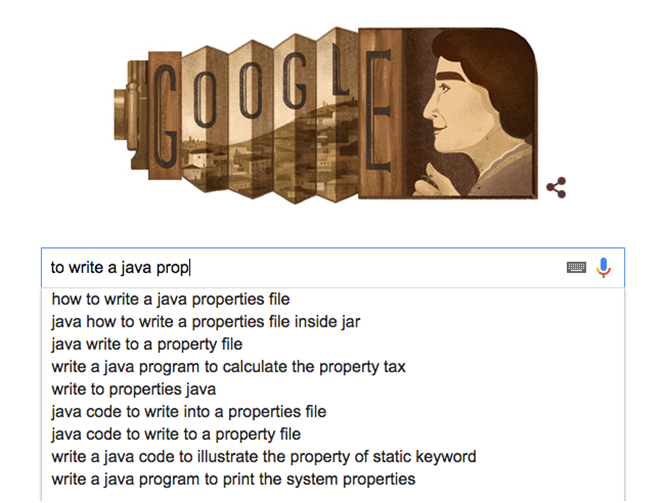 GOOGLE
to write a java prop
how to write a java properties file
java how to write a properties file inside jar
java write to a property file
write a java program to calculate the property tax
write to properties java
java code to write into a properties file
java code to write to a property file
write a java code to illustrate the property of static keyword
write a java program to print the system properties